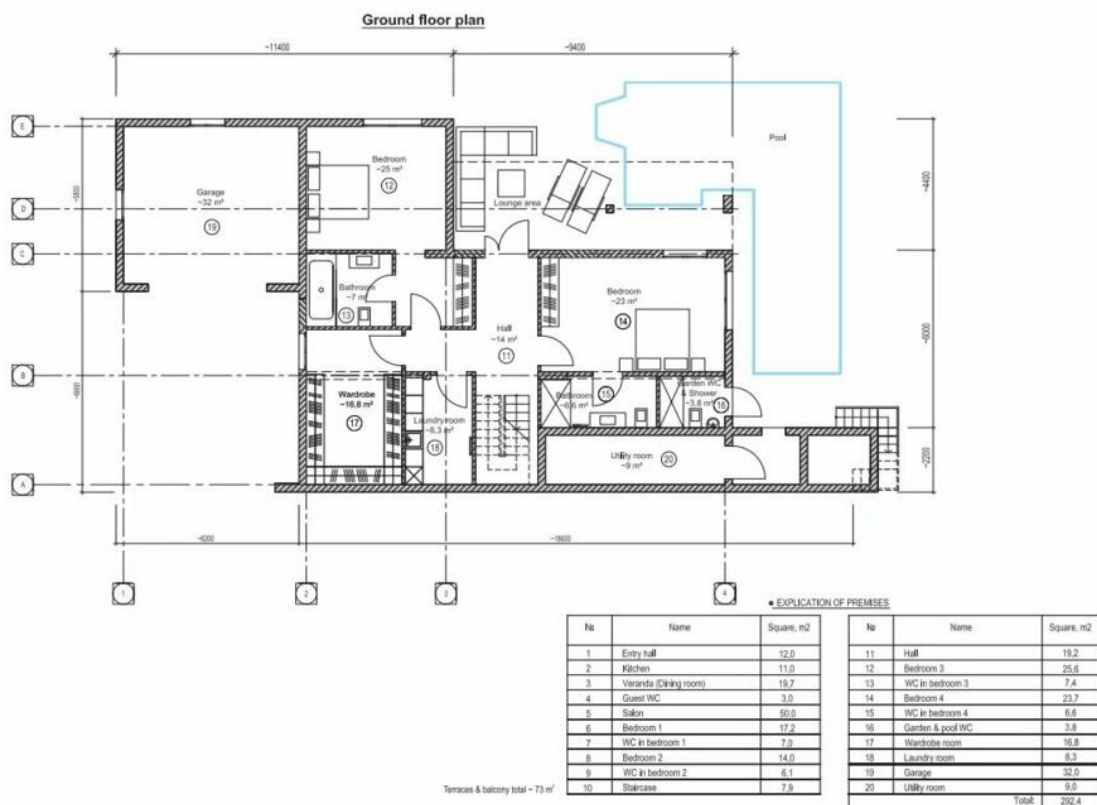 Ground floor plan
~11400
~9400
E
D
C
B
A
Pool
Bedroom
~25 m²
12
Garage
~32 m²
19
Lounge area
~4400
Bathroom
~7 m²
13
Bedroom
~23 m²
14
Hall
~14 m²
11
~6000
Wardrobe
~16,8 m²
17
Laundry room
~8,3 m²
18
Bathroom
~6,6 m²
15
Garden WC
& Shower
~3,8 m²
16
Utility room
~9 m²
20
~2200
~6200
~18600
1
2
3
4
EXPLICATION OF PREMISES
№ Name Square, m2
1 Entry hall 12,0
2 Kitchen 11,0
3 Veranda (Dining room) 19,7
4 Guest WC 3,0
5 Salon 50,0
6 Bedroom 1 17,2
7 WC in bedroom 1 7,0
8 Bedroom 2 14,0
9 WC in bedroom 2 6,1
10 Staircase 7,9
№ Name Square, m2
11 Hall 19,2
12 Bedroom 3 25,6
13 WC in bedroom 3 7,4
14 Bedroom 4 23,7
15 WC in bedroom 4 6,6
16 Garden & pool WC 3,8
17 Wardrobe room 16,8
18 Laundry room 8,3
19 Garage 32,0
20 Utility room 9,0
Total: 292,4
Terraces & balcony total ~ 73 m²